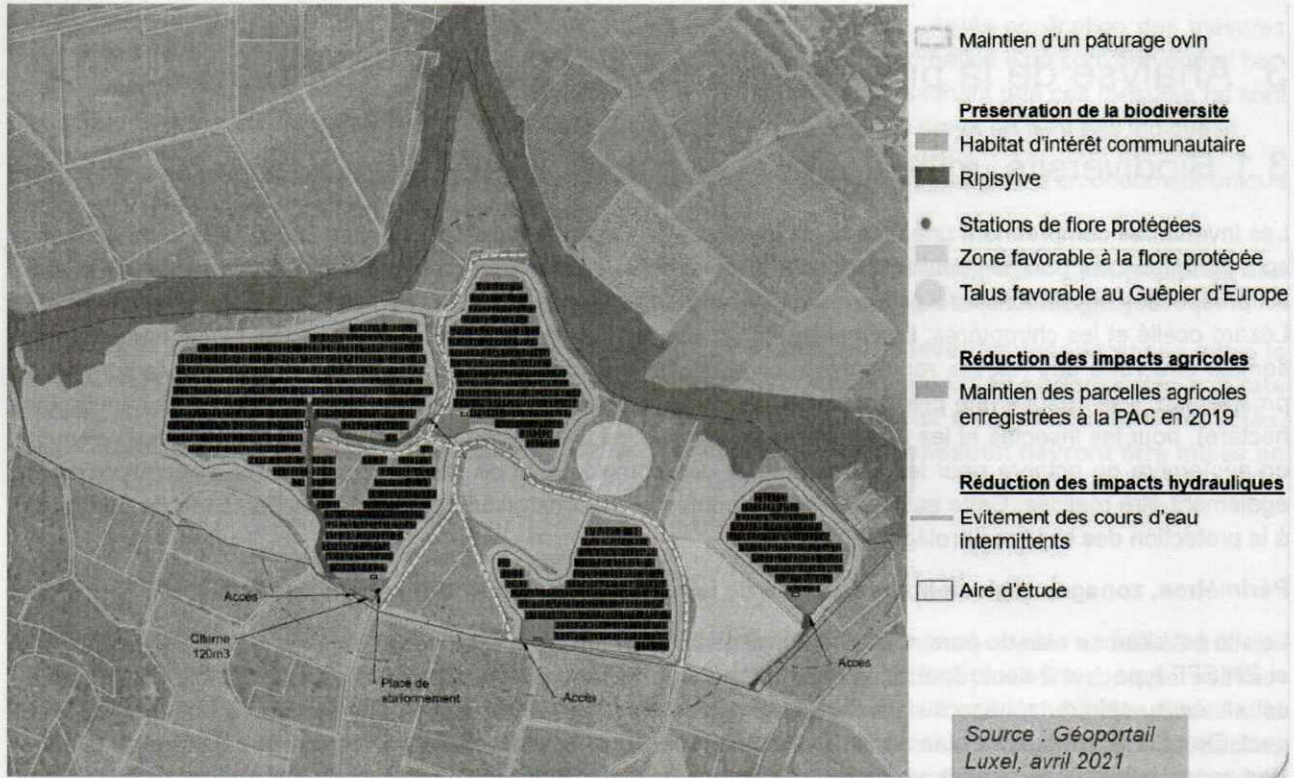 Maintien d'un pâturage ovin
Préservation de la biodiversité
Habitat d'intérêt communautaire
Ripisylve
Stations de flore protégées
Zone favorable à la flore protégée
Talus favorable au Guêpier d'Europe
Réduction des impacts agricoles
Maintien des parcelles agricoles
enregistrées à la PAC en 2019
Réduction des impacts hydrauliques
Evitement des cours d'eau
intermittents
Aire d'étude
Accès
Citerne
120m3
Place de
stationnement
Accès
Accès
Source : Géoportail
Luxel, avril 2021